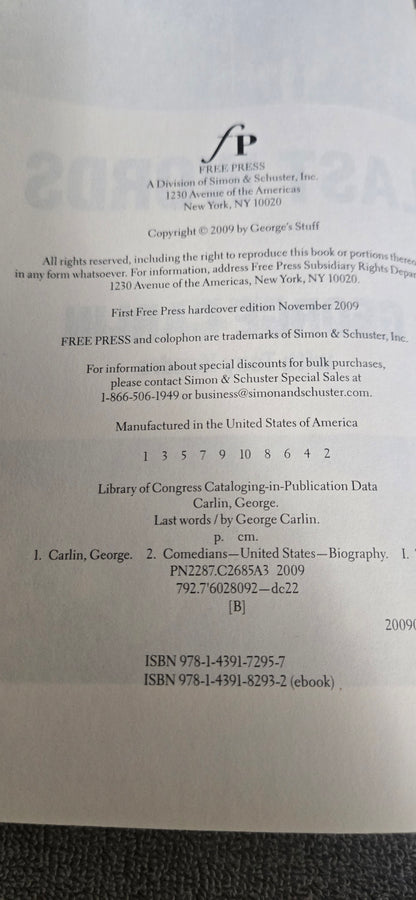 fP
FREE PRESS
A Division of Simon & Schuster, Inc.
1230 Avenue of the Americas
New York, NY 10020
Copyright © 2009 by George's Stuff
All rights reserved, including the right to reproduce this book or portions thereo
in any form whatsoever. For information, address Free Press Subsidiary Rights Depar
1230 Avenue of the Americas, New York, NY 10020.
First Free Press hardcover edition November 2009
FREE PRESS and colophon are trademarks of Simon & Schuster, Inc.
For information about special discounts for bulk purchases,
please contact Simon & Schuster Special Sales at
1-866-506-1949 or business@simonandschuster.com.
Manufactured in the United States of America
1 3 5 7 9 10 8 6 4 2
Library of Congress Cataloging-in-Publication Data
Carlin, George.
Last words / by George Carlin.
p. cm.
1. Carlin, George. 2. Comedians—United States—Biography. I.
PN2287.C2685A3 2009
792.7'6028092—dc22
[B]
2009
ISBN 978-1-4391-7295-7
ISBN 978-1-4391-8293-2 (ebook)